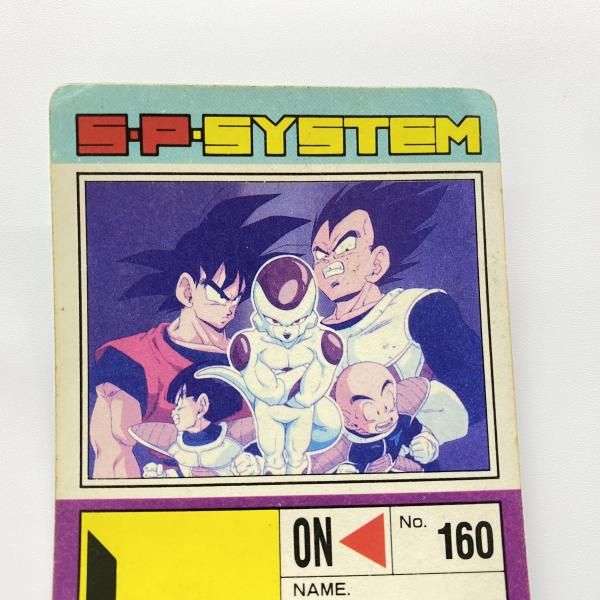 S·P·SYSTEM
ON
No. 160
NAME.